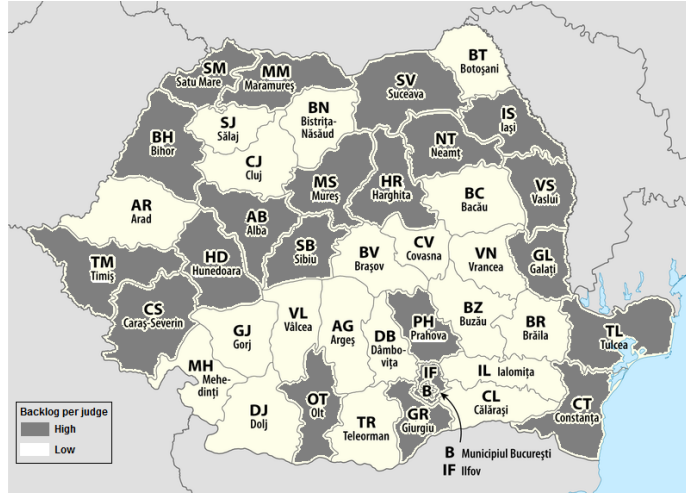 BT
Botoșani
SM
Satu Mare
MM
Maramureș
SV
Suceava
BN
Bistrița-
Năsăud
SJ
Sălaj
IS
Iași
BH
Bihor
NT
Neamț
CJ
Cluj
MS
Mureș
HR
Harghita
BC
Bacău
VS
Vaslui
AR
Arad
AB
Alba
TM
Timiș
HD
Hunedoara
SB
Sibiu
BV
Brașov
CV
Covasna
VN
Vrancea
GL
Galați
CS
Caraș-Severin
GJ
Gorj
VL
Vâlcea
AG
Argeș
DB
Dâmbo-
vița
PH
Prahova
BZ
Buzău
BR
Brăila
TL
Tulcea
MH
Mehe-
dinți
IF
B
IL Ialomița
CL
Călărași
CT
Constanța
DJ
Dolj
OT
Olt
TR
Teleorman
GR
Giurgiu
B Municipiul București
IF Ilfov
Backlog per judge
High
Low